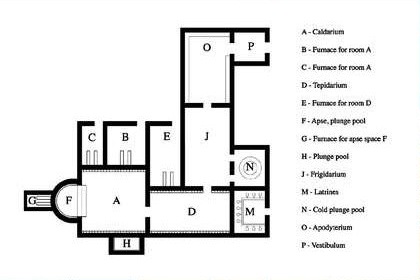 O
P
C
B
E
J
N
G
F
A
D
M
H
A - Caldarium
B - Furnace for room A
C - Furnace for room A
D - Tepidarium
E - Furnace for room D
F - Apse, plunge pool
G - Furnace for apse space F
H - Plunge pool
J - Frigidarium
M - Latrines
N - Cold plunge pool
O - Apodyterium
P - Vestibulum